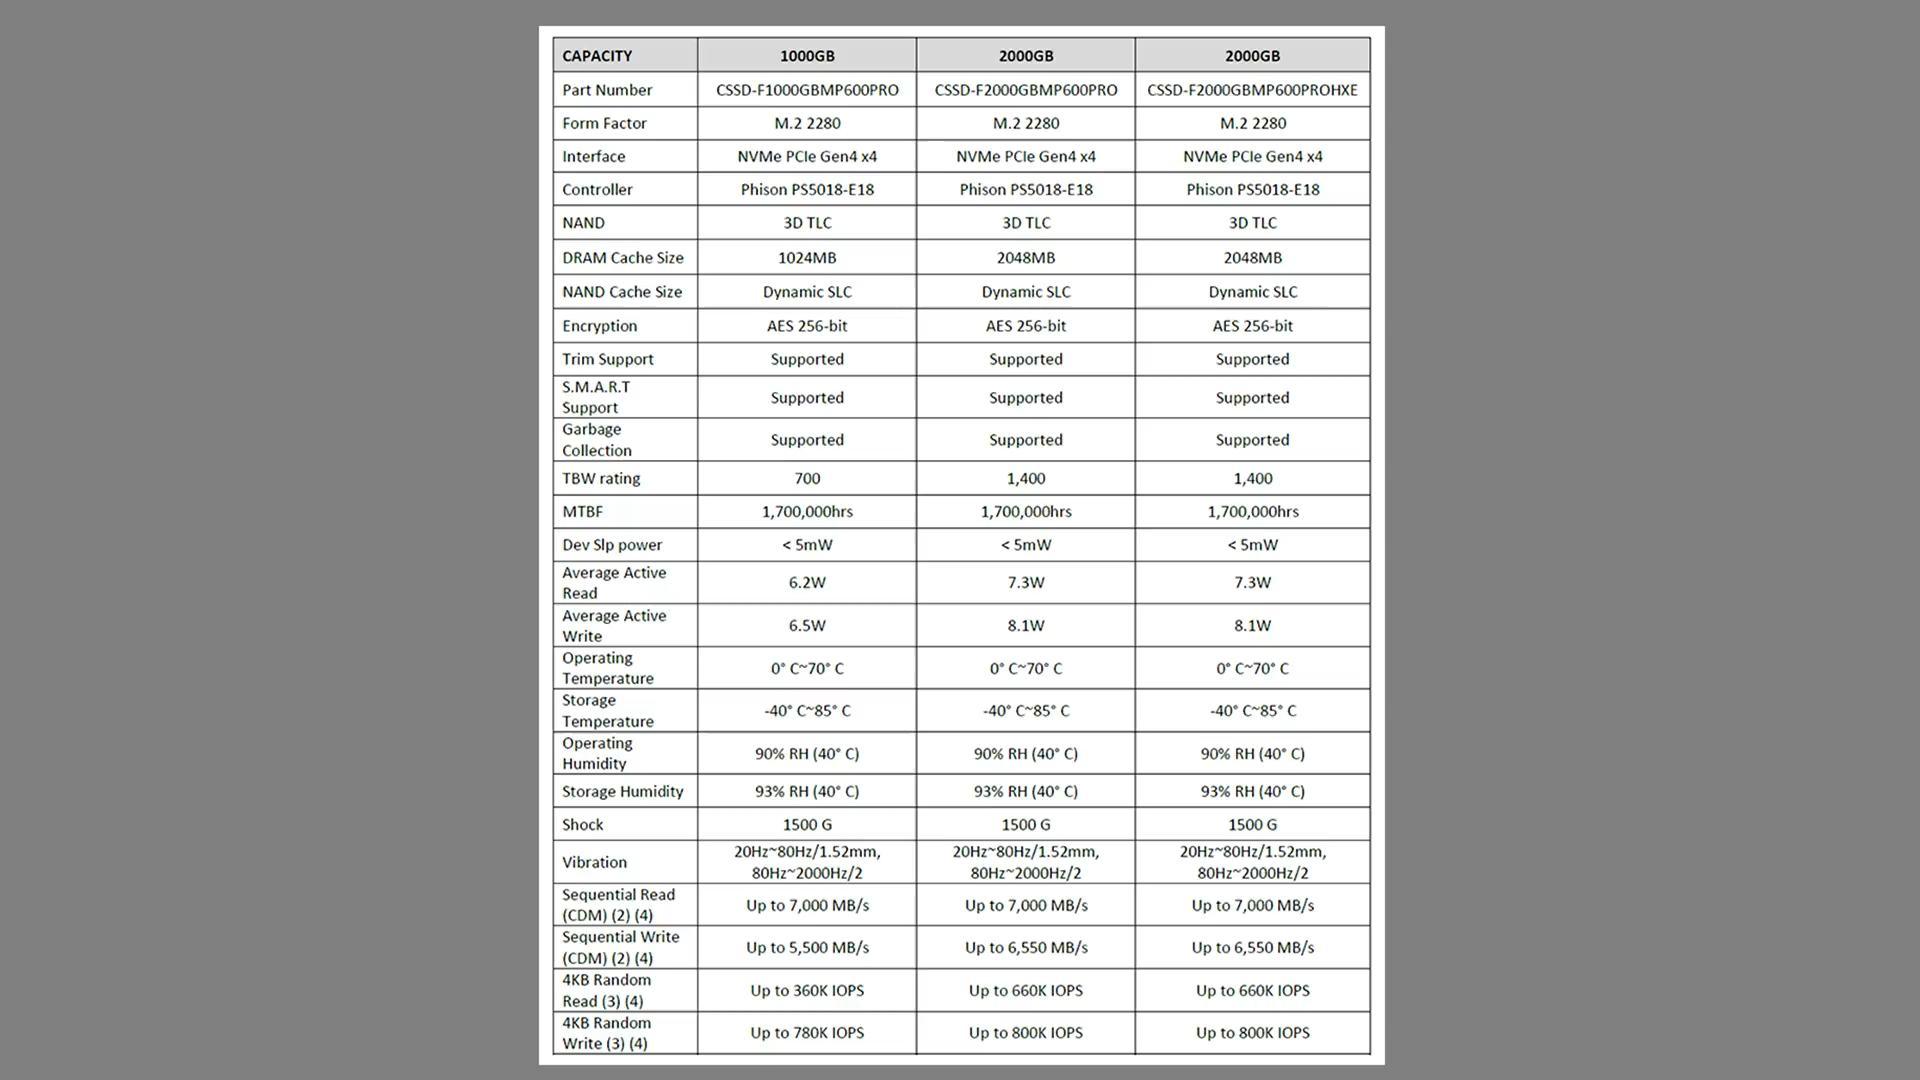 CAPACITY 1000GB 2000GB 2000GB
Part Number CSSD-F1000GBMP600PRO CSSD-F2000GBMP600PRO CSSD-F2000GBMP600PROHXE
Form Factor M.2 2280 M.2 2280 M.2 2280
Interface NVMe PCIe Gen4 x4 NVMe PCIe Gen4 x4 NVMe PCIe Gen4 x4
Controller Phison PS5018-E18 Phison PS5018-E18 Phison PS5018-E18
NAND 3D TLC 3D TLC 3D TLC
DRAM Cache Size 1024MB 2048MB 2048MB
NAND Cache Size Dynamic SLC Dynamic SLC Dynamic SLC
Encryption AES 256-bit AES 256-bit AES 256-bit
Trim Support Supported Supported Supported
S.M.A.R.T
Support Supported Supported Supported
Garbage
Collection Supported Supported Supported
TBW rating 700 1,400 1,400
MTBF 1,700,000hrs 1,700,000hrs 1,700,000hrs
Dev Slp power < 5mW < 5mW < 5mW
Average Active
Read 6.2W 7.3W 7.3W
Average Active
Write 6.5W 8.1W 8.1W
Operating
Temperature 0° C~70° C 0° C~70° C 0° C~70° C
Storage
Temperature -40° C~85° C -40° C~85° C -40° C~85° C
Operating
Humidity 90% RH (40° C) 90% RH (40° C) 90% RH (40° C)
Storage Humidity 93% RH (40° C) 93% RH (40° C) 93% RH (40° C)
Shock 1500 G 1500 G 1500 G
Vibration 20Hz~80Hz/1.52mm, 20Hz~80Hz/1.52mm, 20Hz~80Hz/1.52mm,
80Hz~2000Hz/2 80Hz~2000Hz/2 80Hz~2000Hz/2
Sequential Read
(CDM) (2) (4) Up to 7,000 MB/s Up to 7,000 MB/s Up to 7,000 MB/s
Sequential Write
(CDM) (2) (4) Up to 5,500 MB/s Up to 6,550 MB/s Up to 6,550 MB/s
4KB Random
Read (3) (4) Up to 360K IOPS Up to 660K IOPS Up to 660K IOPS
4KB Random
Write (3) (4) Up to 780K IOPS Up to 800K IOPS Up to 800K IOPS